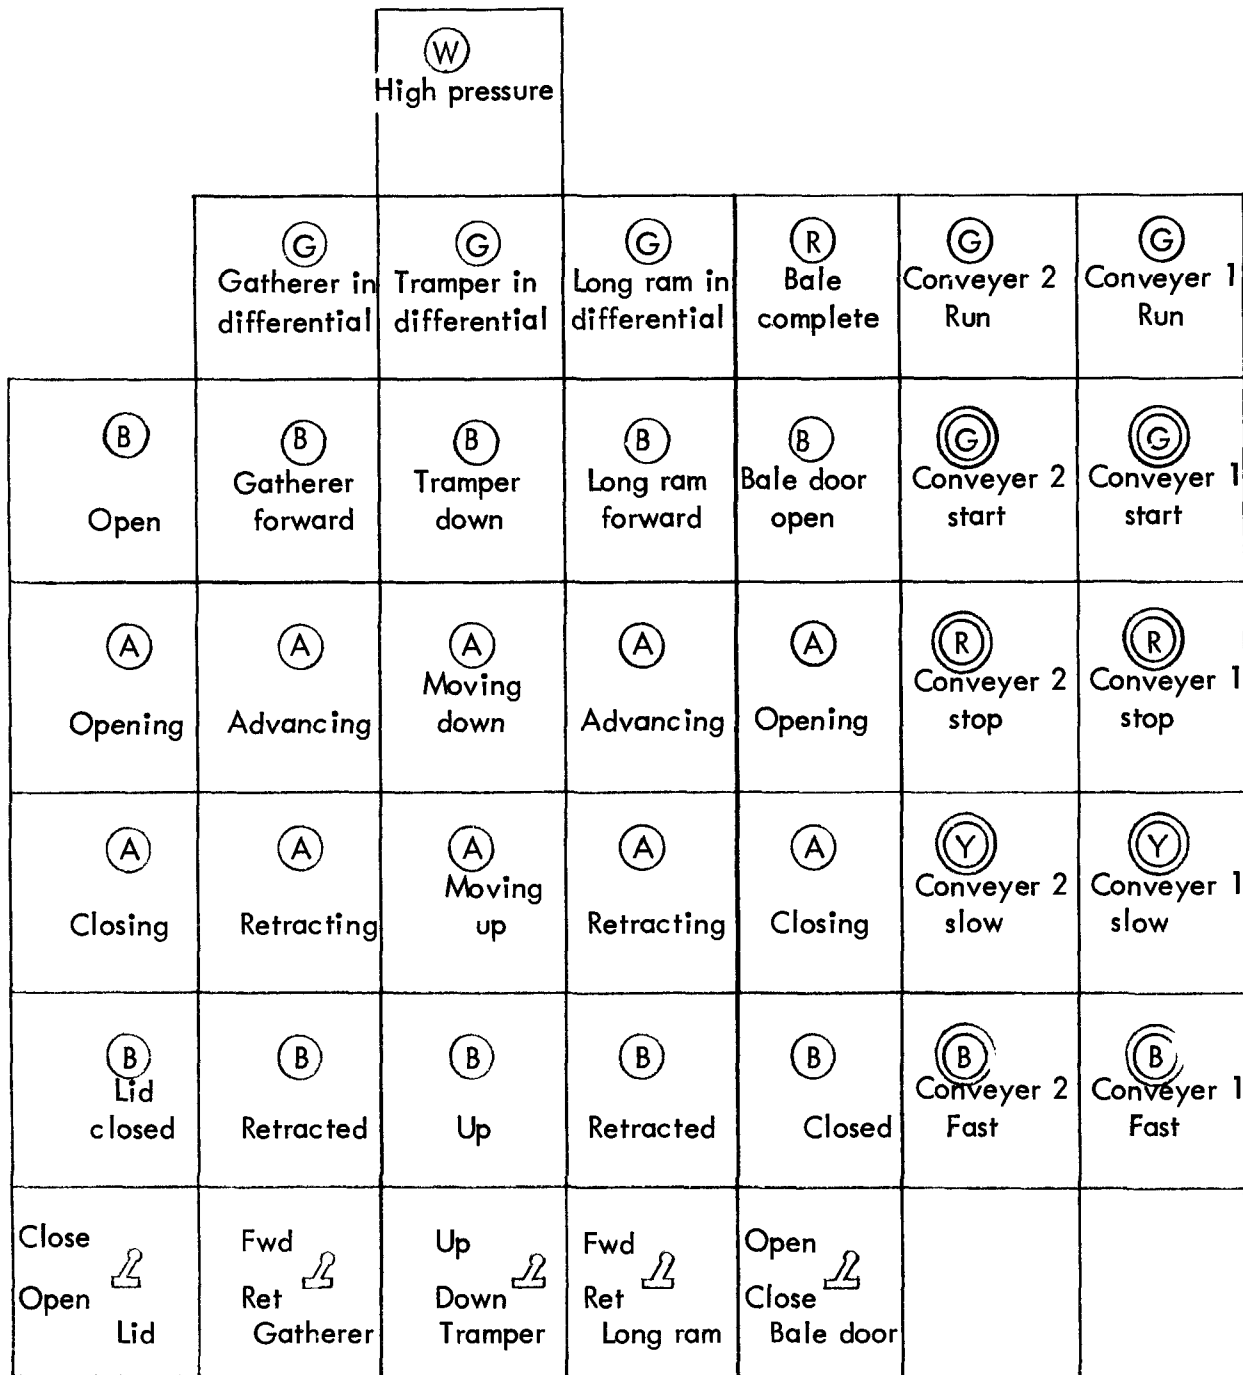 W
High pressure
G G G R G G
Gatherer in Tramper in Long ram in Bale Conveyer 2 Conveyer 1
differential differential differential complete Run Run
B B B B B G G
Gatherer Tramper Long ram Bale door Conveyer 2 Conveyer 1
Open forward down forward open start start
A A A A A R R
Moving Conveyer 2 Conveyer 1
Opening Advancing down Advancing Opening stop stop
A A A A A Y Y
Moving Conveyer 2 Conveyer 1
Closing Retracting up Retracting Closing slow slow
B B B B B B B
Lid Conveyer 2 Conveyer 1
closed Retracted Up Retracted Closed Fast Fast
Close Fwd Up Fwd Open
Open Ret Down Ret Close
Lid Gatherer Tramper Long ram Bale door